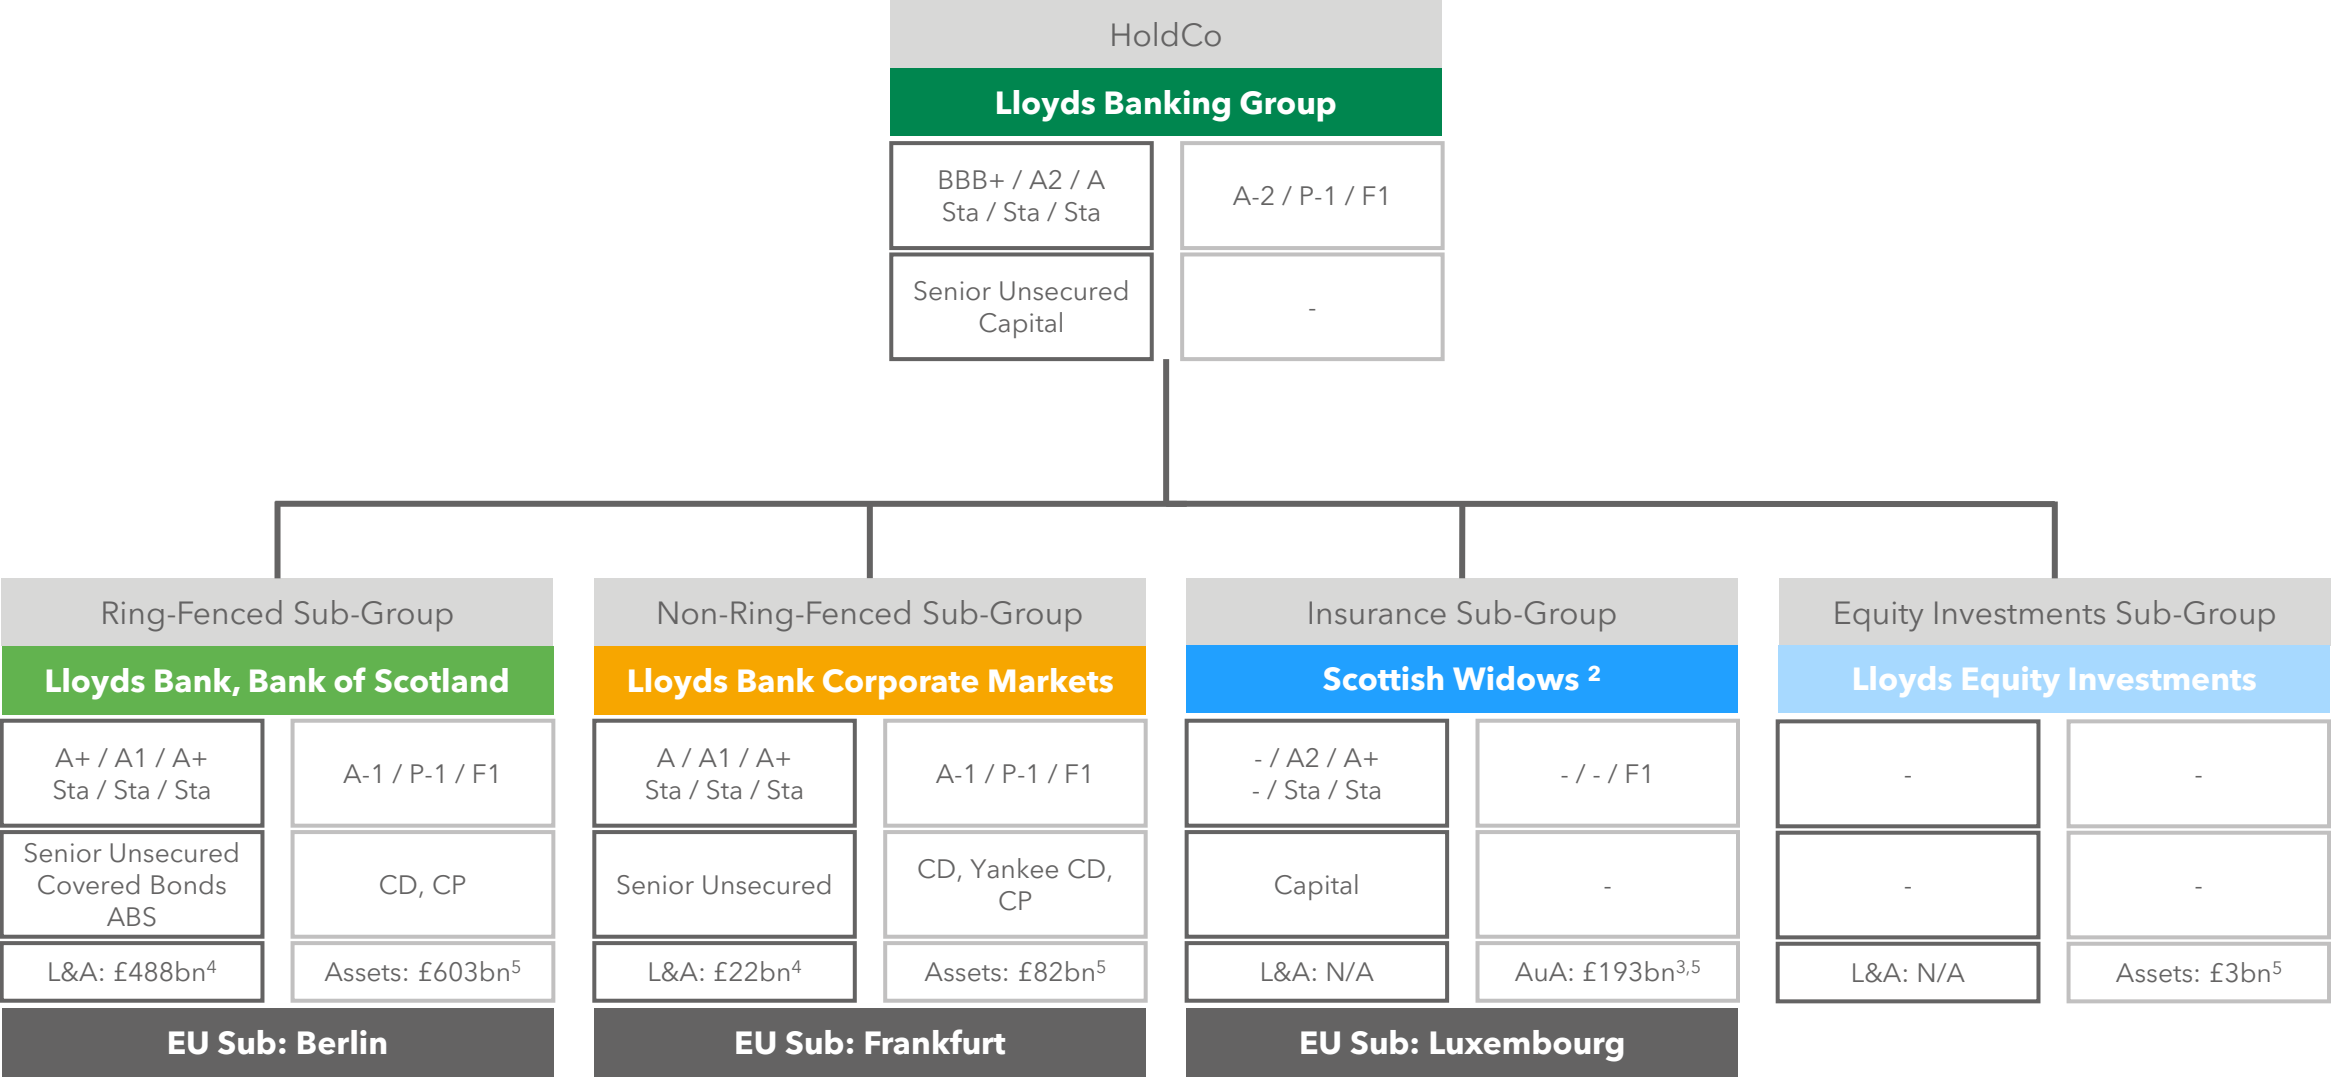 HoldCo
Lloyds Banking Group
BBB+ / A2 / A
Sta / Sta / Sta
A-2 / P-1 / F1
Senior Unsecured
Capital
-
Ring-Fenced Sub-Group
Lloyds Bank, Bank of Scotland
A+ / A1 / A+
Sta / Sta / Sta
A-1 / P-1 / F1
Senior Unsecured
Covered Bonds
ABS
CD, CP
L&A: £488bn⁴
Assets: £603bn⁵
EU Sub: Berlin
Non-Ring-Fenced Sub-Group
Lloyds Bank Corporate Markets
A / A1 / A+
Sta / Sta / Sta
A-1 / P-1 / F1
Senior Unsecured
CD, Yankee CD,
CP
L&A: £22bn⁴
Assets: £82bn⁵
EU Sub: Frankfurt
Insurance Sub-Group
Scottish Widows ²
- / A2 / A+
- / Sta / Sta
- / - / F1
Capital
-
L&A: N/A
AuA: £193bn³,⁵
EU Sub: Luxembourg
Equity Investments Sub-Group
Lloyds Equity Investments
-
-
-
-
L&A: N/A
Assets: £3bn⁵